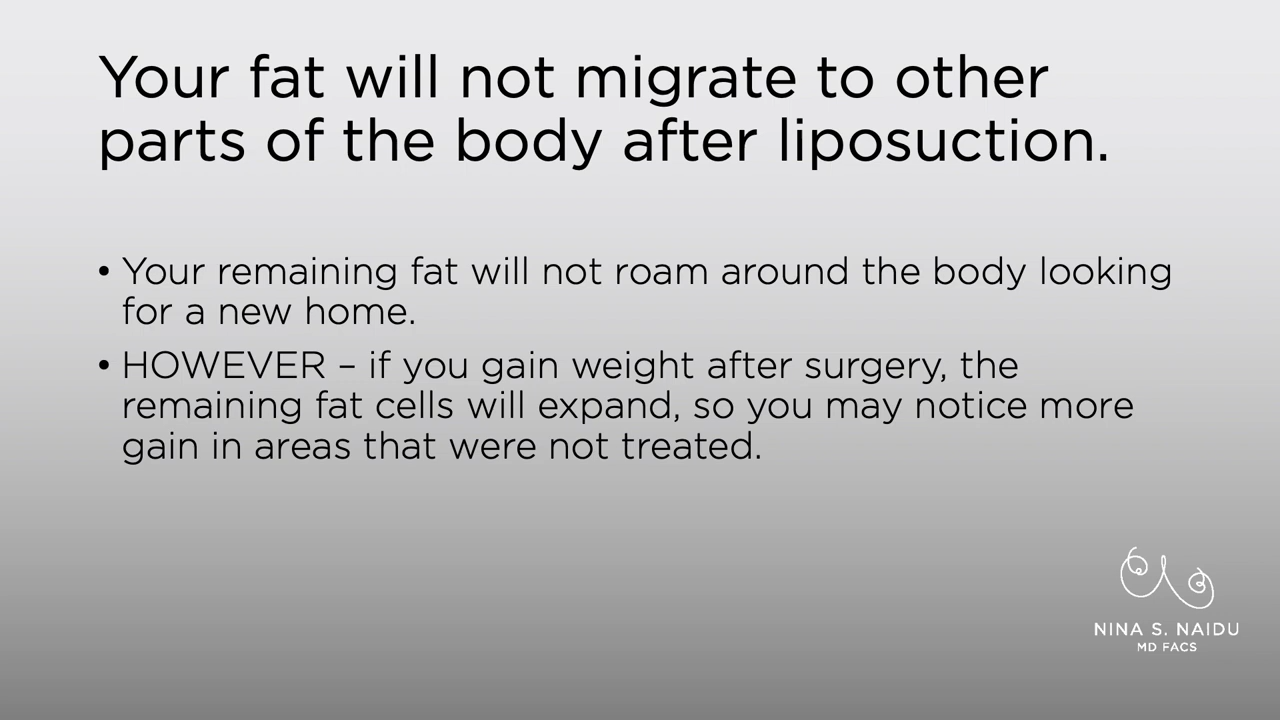 Your fat will not migrate to other
parts of the body after liposuction.
• Your remaining fat will not roam around the body looking
for a new home.
• HOWEVER – if you gain weight after surgery, the
remaining fat cells will expand, so you may notice more
gain in areas that were not treated.
NINA S. NAIDU
MD FACS